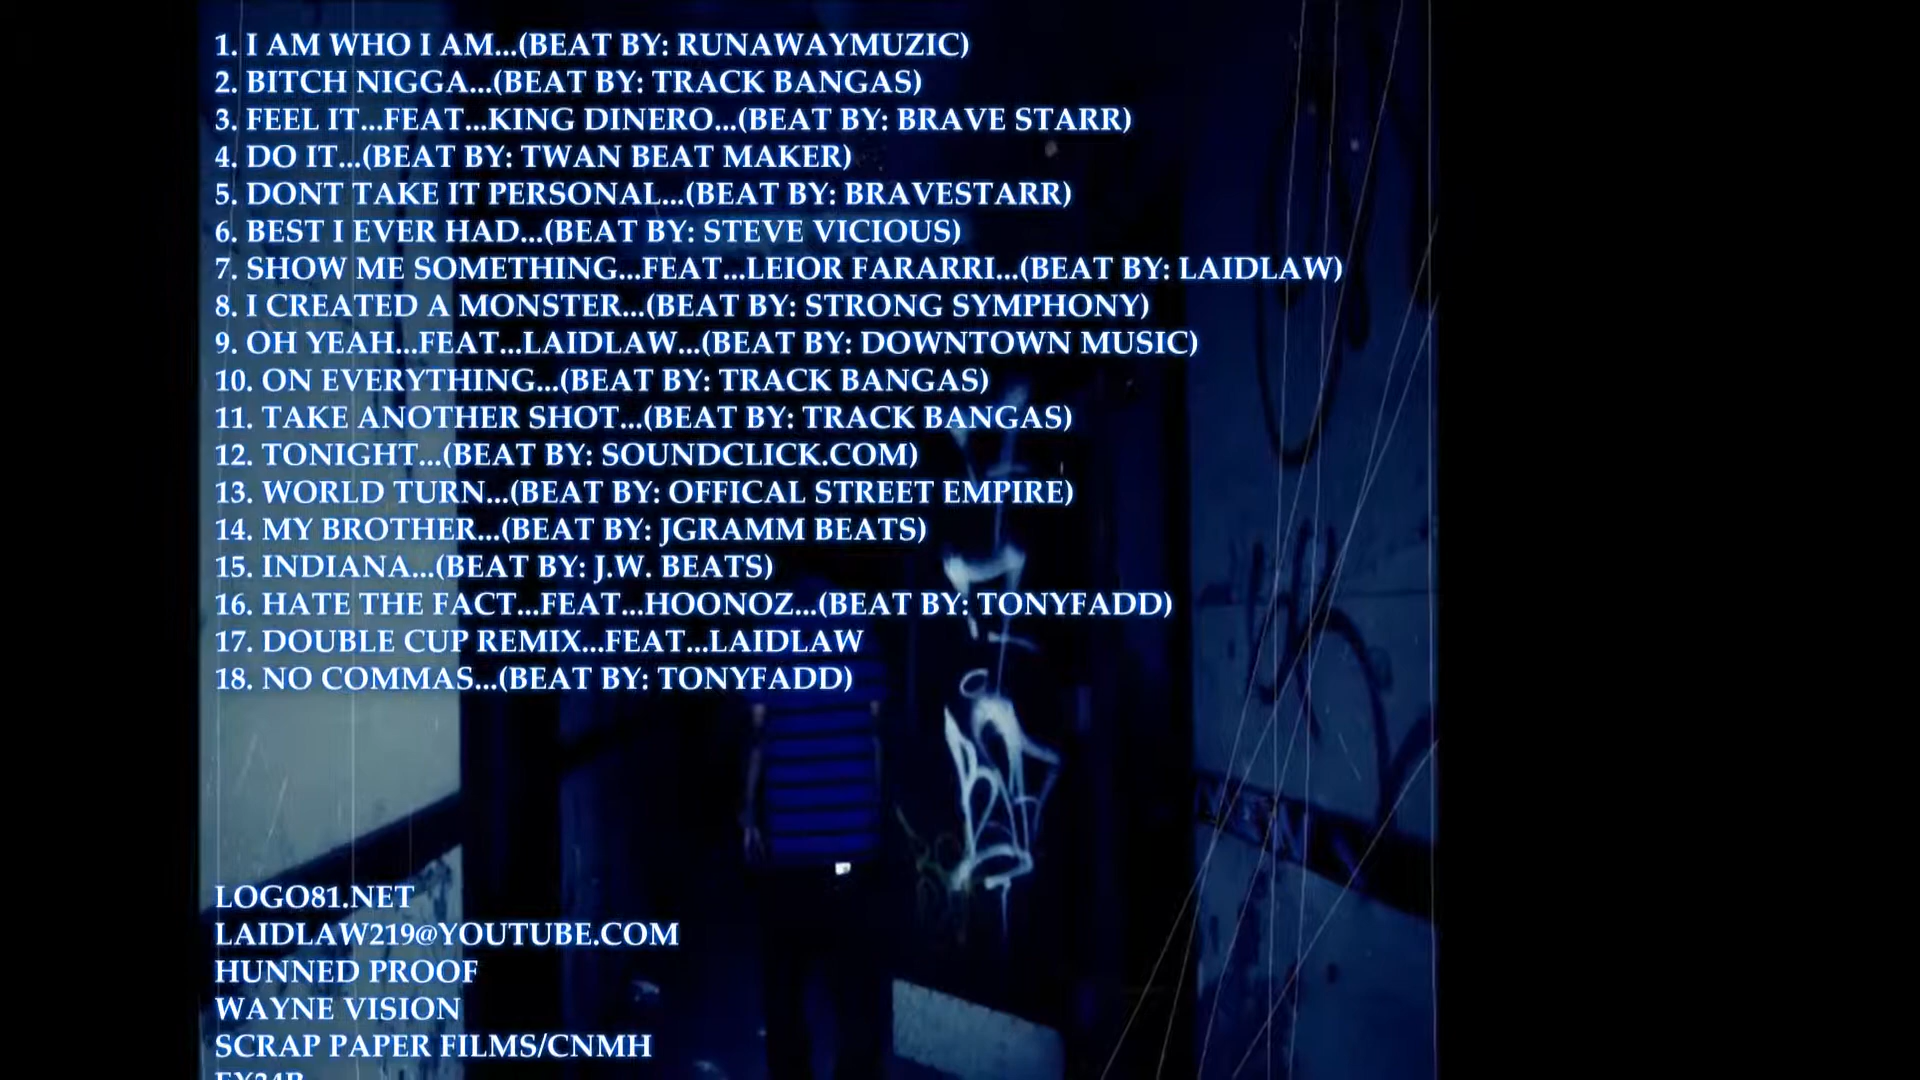 1. I AM WHO I AM...(BEAT BY: RUNAWAYMUZIC)
2. BITCH NIGGA...(BEAT BY: TRACK BANGAS)
3. FEEL IT...FEAT...KING DINERO...(BEAT BY: BRAVE STARR)
4. DO IT...(BEAT BY: TWAN BEAT MAKER)
5. DONT TAKE IT PERSONAL...(BEAT BY: BRAVESTARR)
6. BEST I EVER HAD...(BEAT BY: STEVE VICIOUS)
7. SHOW ME SOMETHING...FEAT...LEIOR FARARRI...(BEAT BY: LAIDLAW)
8. I CREATED A MONSTER...(BEAT BY: STRONG SYMPHONY)
9. OH YEAH...FEAT...LAIDLAW...(BEAT BY: DOWNTOWN MUSIC)
10. ON EVERYTHING...(BEAT BY: TRACK BANGAS)
11. TAKE ANOTHER SHOT...(BEAT BY: TRACK BANGAS)
12. TONIGHT...(BEAT BY: SOUNDCLICK.COM)
13. WORLD TURN...(BEAT BY: OFFICAL STREET EMPIRE)
14. MY BROTHER...(BEAT BY: JGRAMM BEATS)
15. INDIANA...(BEAT BY: J.W. BEATS)
16. HATE THE FACT...FEAT...HOONOZ...(BEAT BY: TONYFADD)
17. DOUBLE CUP REMIX...FEAT...LAIDLAW
18. NO COMMAS...(BEAT BY: TONYFADD)
LOGO81.NET
LAIDLAW219@YOUTUBE.COM
HUNNED PROOF
WAYNE VISION
SCRAP PAPER FILMS/CNMH